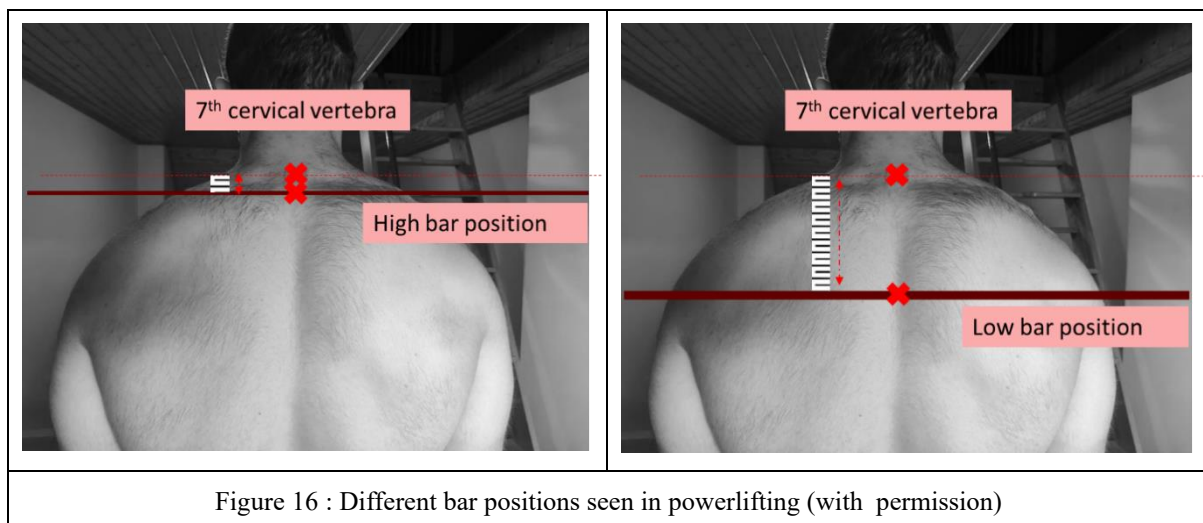 7th cervical vertebra
High bar position
7th cervical vertebra
Low bar position
Figure 16 : Different bar positions seen in powerlifting (with permission)